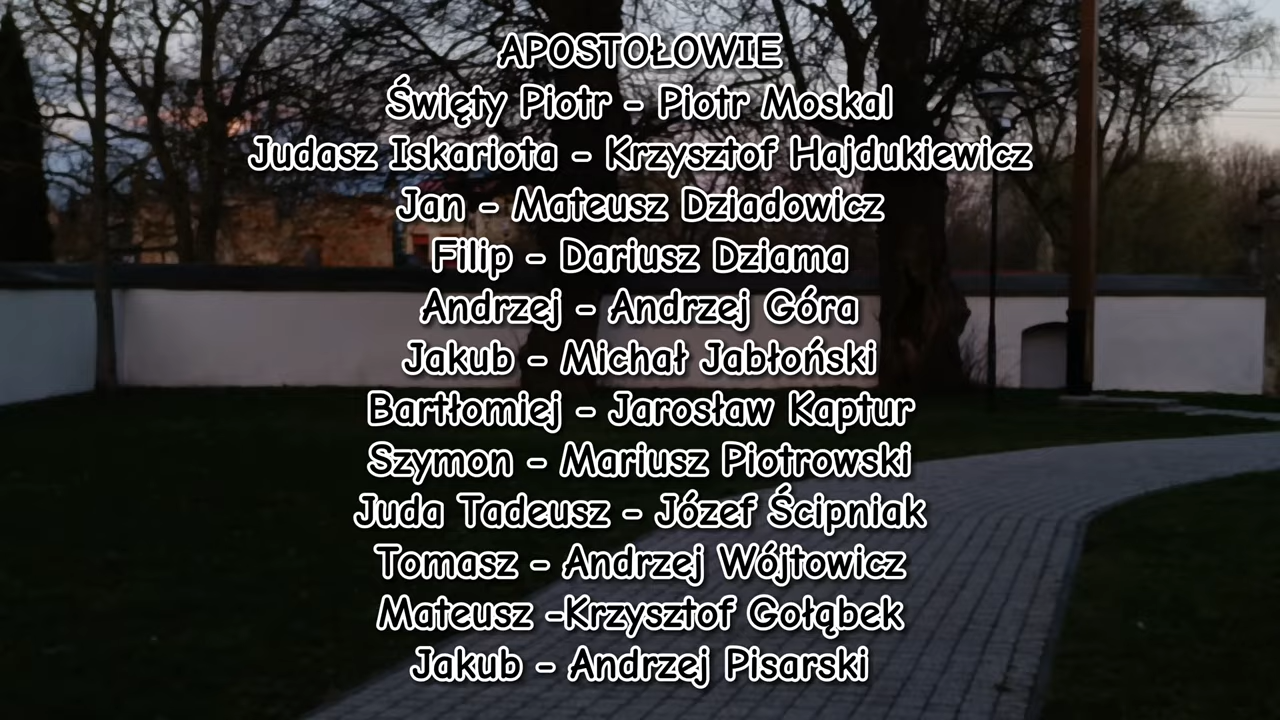 APOSTOŁOWIE
Święty Piotr - Piotr Moskal
Judasz Iskariota - Krzysztof Hajdukiewicz
Jan - Mateusz Dziadowicz
Filip - Dariusz Dziama
Andrzej - Andrzej Góra
Jakub - Michał Jabłoński
Bartłomiej - Jarosław Kaptur
Szymon - Mariusz Piotrowski
Juda Tadeusz - Józef Ścipniak
Tomasz - Andrzej Wójtowicz
Mateusz -Krzysztof Gołąbek
Jakub - Andrzej Pisarski